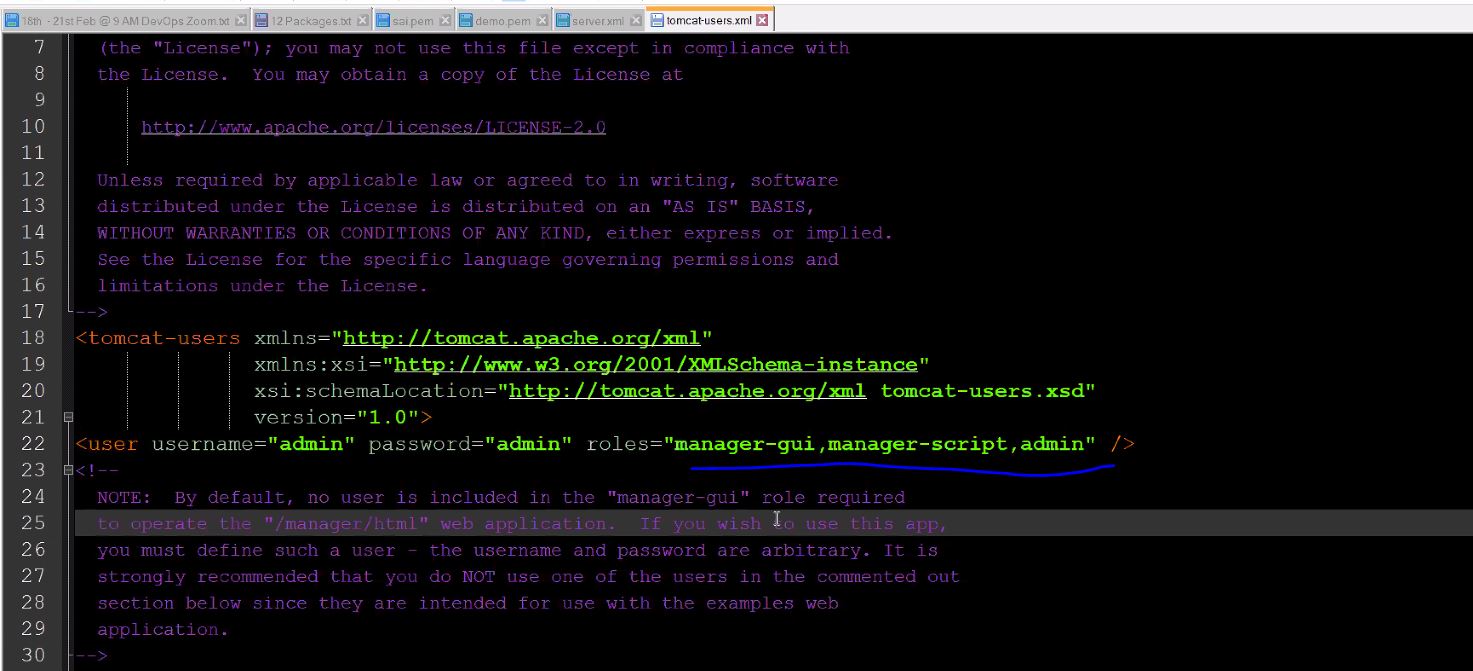 18th - 21st Feb @ 9 AM DevOps Zoom.txt 12 Packages.txt sai.pem demo.pem server.xml tomcat-users.xml
7 (the "License"); you may not use this file except in compliance with
8 the License.  You may obtain a copy of the License at
9
10 http://www.apache.org/licenses/LICENSE-2.0
11
12 Unless required by applicable law or agreed to in writing, software
13 distributed under the License is distributed on an "AS IS" BASIS,
14 WITHOUT WARRANTIES OR CONDITIONS OF ANY KIND, either express or implied.
15 See the License for the specific language governing permissions and
16 limitations under the License.
17 -->
18 <tomcat-users xmlns="http://tomcat.apache.org/xml"
19 xmlns:xsi="http://www.w3.org/2001/XMLSchema-instance"
20 xsi:schemaLocation="http://tomcat.apache.org/xml tomcat-users.xsd"
21 version="1.0">
22 <user username="admin" password="admin" roles="manager-gui,manager-script,admin" />
23 <!--
24 NOTE:  By default, no user is included in the "manager-gui" role required
25 to operate the "/manager/html" web application.  If you wish to use this app,
26 you must define such a user - the username and password are arbitrary. It is
27 strongly recommended that you do NOT use one of the users in the commented out
28 section below since they are intended for use with the examples web
29 application.
30 -->